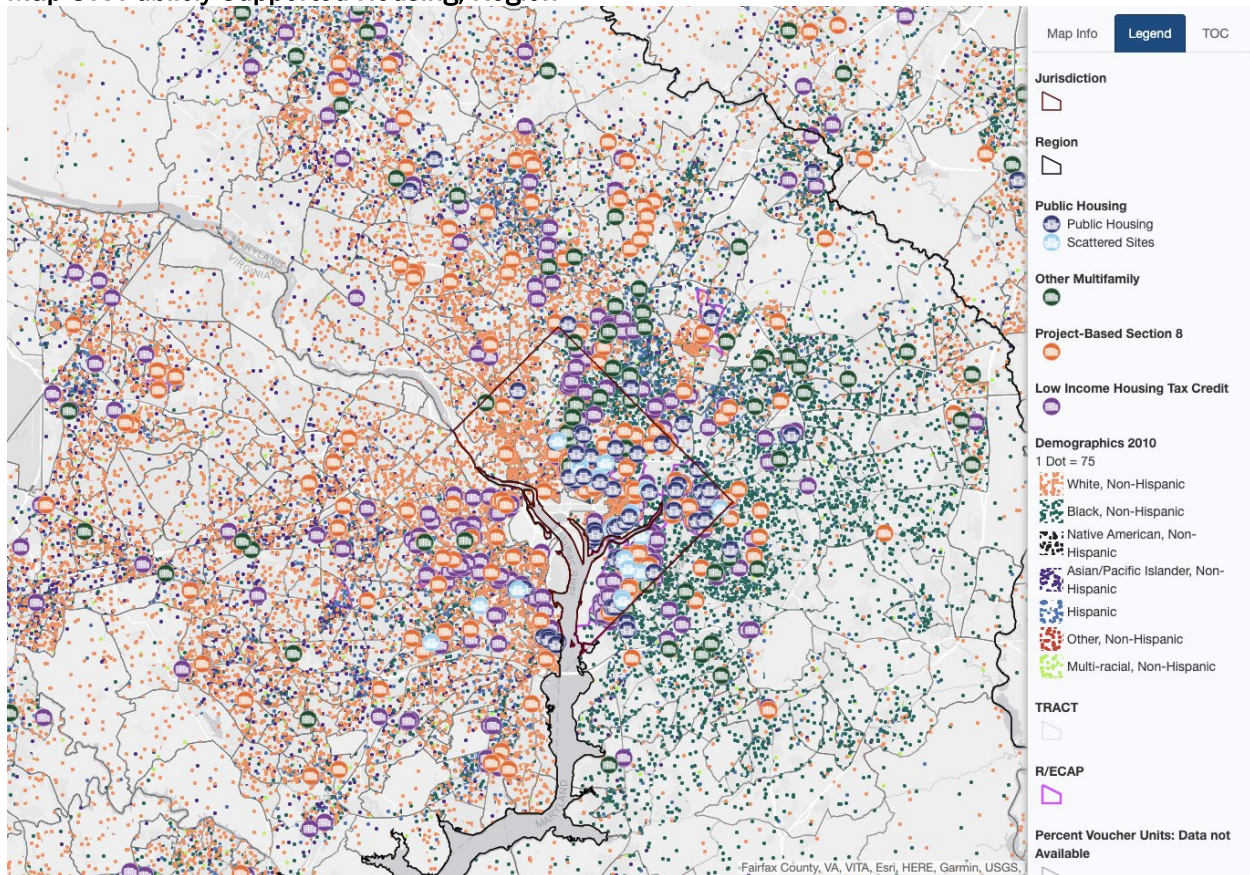 Map Info
Legend
TOC
Jurisdiction
Region
Public Housing
Public Housing
Scattered Sites
Other Multifamily
Project-Based Section 8
Low Income Housing Tax Credit
Demographics 2010
1 Dot = 75
White, Non-Hispanic
Black, Non-Hispanic
Native American, Non-
Hispanic
Asian/Pacific Islander, Non-
Hispanic
Hispanic
Other, Non-Hispanic
Multi-racial, Non-Hispanic
TRACT
R/ECAP
Percent Voucher Units: Data not
Available
MARYLAND
VIRGINIA
MARYLAND
Fairfax County, VA, VITA, Esri, HERE, Garmin, USGS,